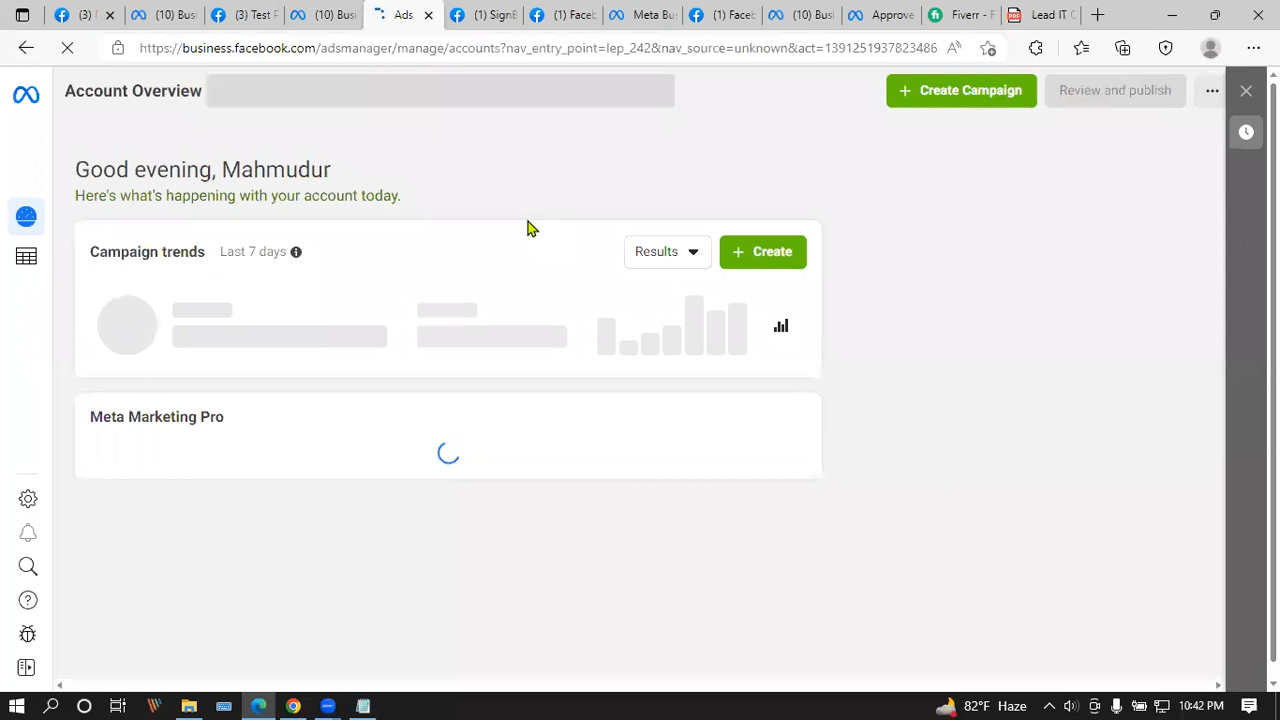 (3) I
(10) Busi
(3) Test F
(10) Busi
Ads
(1) SignE
(1) Faceb
Meta Bus
(1) Faceb
(10) Busi
Approve
Fiverr - F
Lead IT C
https://business.facebook.com/adsmanager/manage/accounts?nav_entry_point=lep_242&nav_source=unknown&act=1391251937823486
Account Overview
+ Create Campaign
Review and publish
Good evening, Mahmudur
Here's what's happening with your account today.
Campaign trends Last 7 days
Results
+ Create
Meta Marketing Pro
82°F Haze
10:42 PM